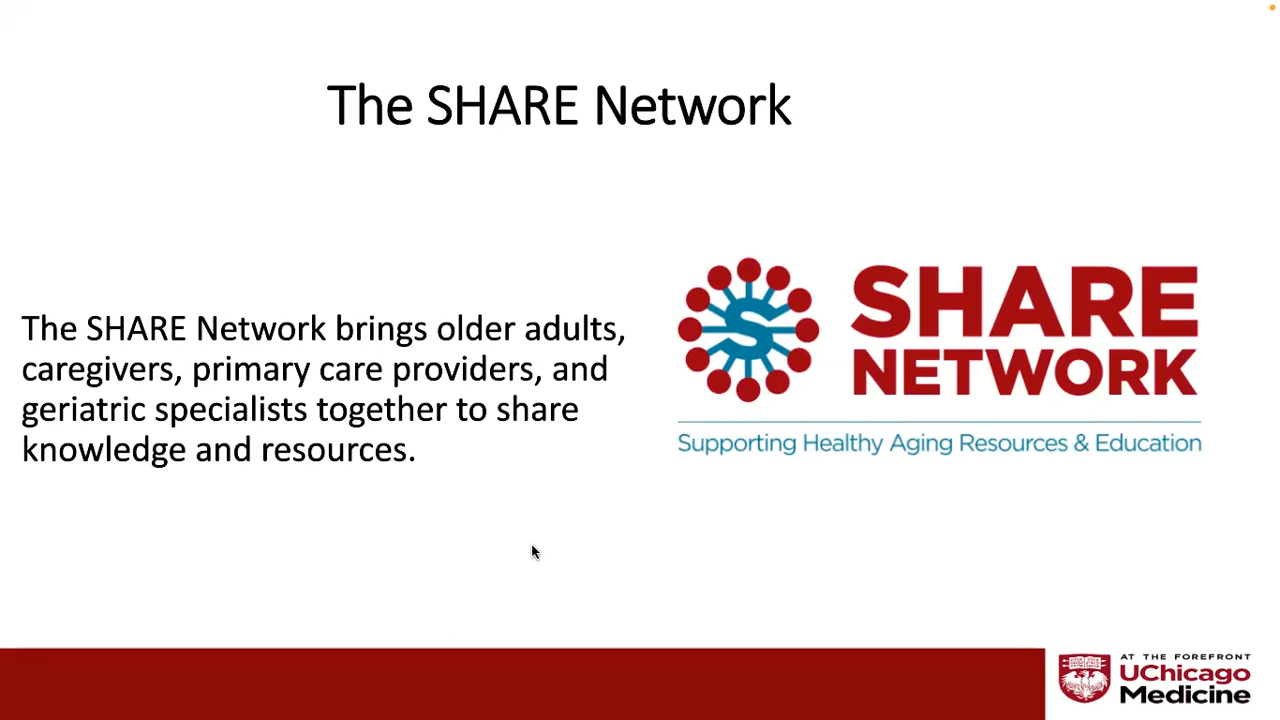 The SHARE Network
The SHARE Network brings older adults,
caregivers, primary care providers, and
geriatric specialists together to share
knowledge and resources.
S
SHARE
NETWORK
Supporting Healthy Aging Resources & Education
AT THE FOREFRONT
UChicago
Medicine